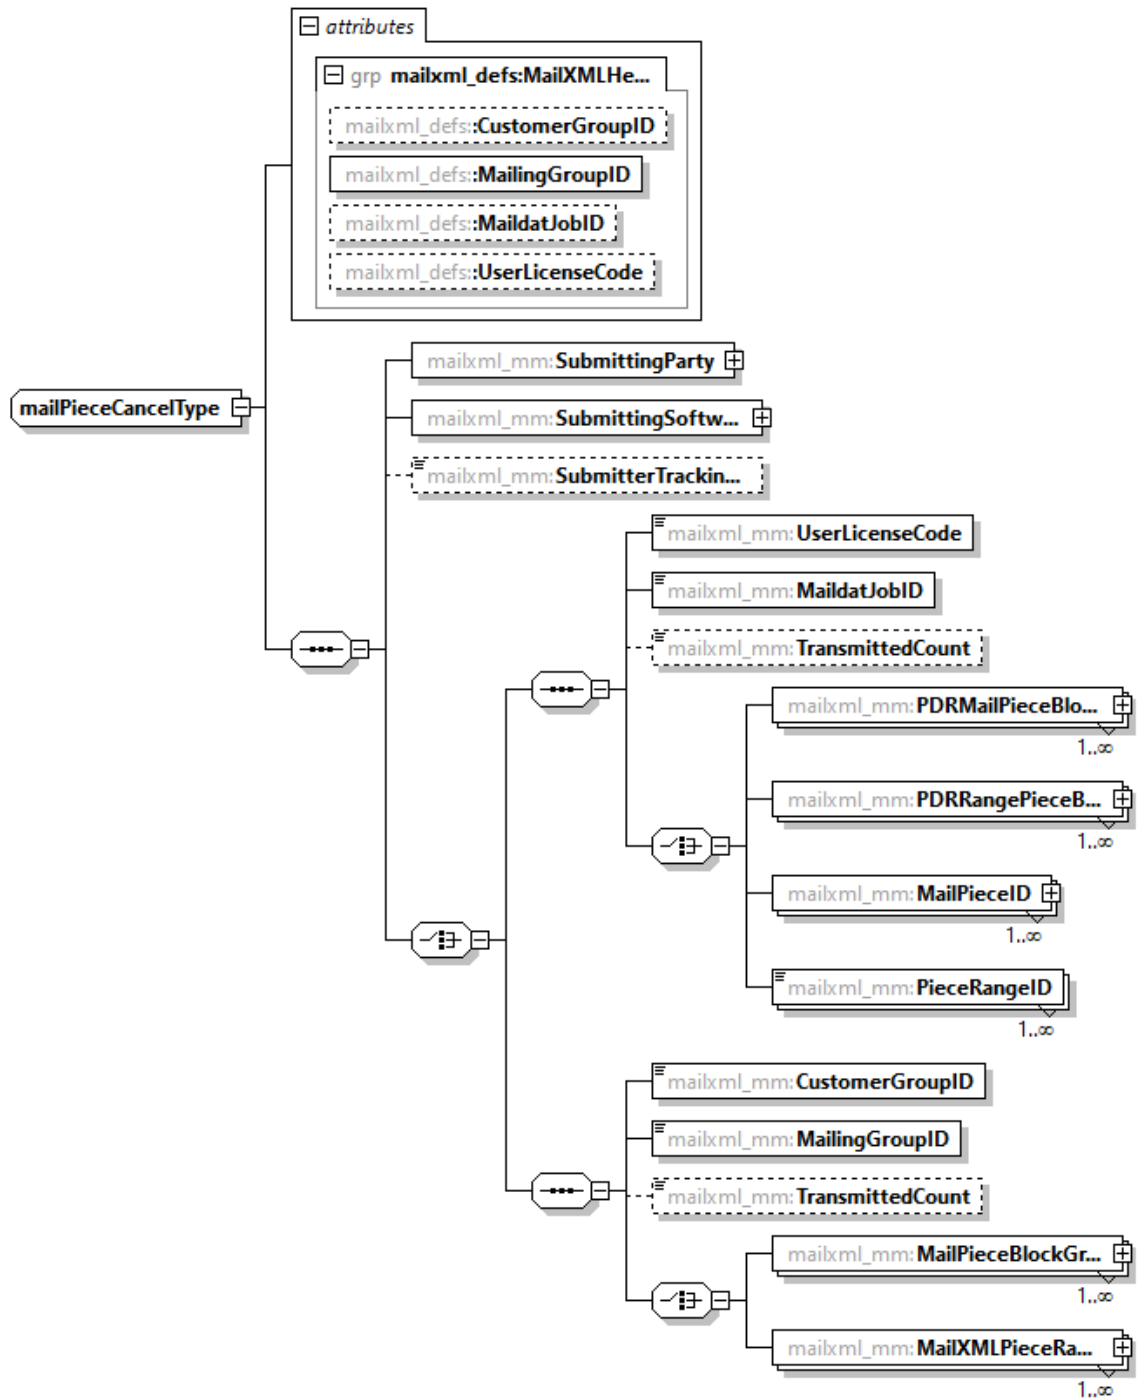 attributes
grp mailxml_defs:MailXMLHe...
mailxml_defs::CustomerGroupID
mailxml_defs::MailingGroupID
mailxml_defs::MaildatJobID
mailxml_defs::UserLicenseCode
mailxml_mm:SubmittingParty
mailPieceCancelType
mailxml_mm:SubmittingSoftw...
mailxml_mm:SubmitterTrackin...
mailxml_mm:UserLicenseCode
mailxml_mm:MaildatJobID
mailxml_mm:TransmittedCount
mailxml_mm:PDRMailPieceBlo...
1..∞
mailxml_mm:PDRRangePieceB...
1..∞
mailxml_mm:MailPieceID
1..∞
mailxml_mm:PieceRangeID
1..∞
mailxml_mm:CustomerGroupID
mailxml_mm:MailingGroupID
mailxml_mm:TransmittedCount
mailxml_mm:MailPieceBlockGr...
1..∞
mailxml_mm:MailXMLPieceRa...
1..∞